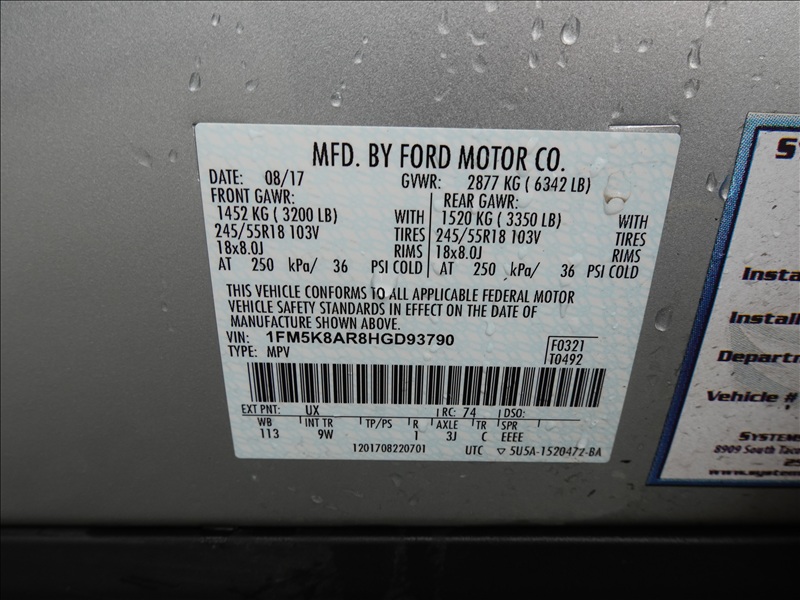 MFD. BY FORD MOTOR CO.
DATE: 08/17 GVWR: 2877 KG ( 6342 LB)
FRONT GAWR: REAR GAWR:
1452 KG ( 3200 LB) WITH 1520 KG ( 3350 LB) WITH
245/55R18 103V TIRES 245/55R18 103V TIRES
18x8.0J RIMS 18x8.0J RIMS
AT 250 kPa/ 36 PSI COLD AT 250 kPa/ 36 PSI COLD
THIS VEHICLE CONFORMS TO ALL APPLICABLE FEDERAL MOTOR
VEHICLE SAFETY STANDARDS IN EFFECT ON THE DATE OF
MANUFACTURE SHOWN ABOVE.
VIN: 1FM5K8AR8HGD93790 F0321
TYPE: MPV T0492
EXT PNT: UX RC: 74 DSO:
WB INT TR TP/PS R AXLE TR SPR
113 9W 1 3J C EEEE
1201708220701 UTC ▽ 5U5A-1520472-BA
Vehicle #
8909 South